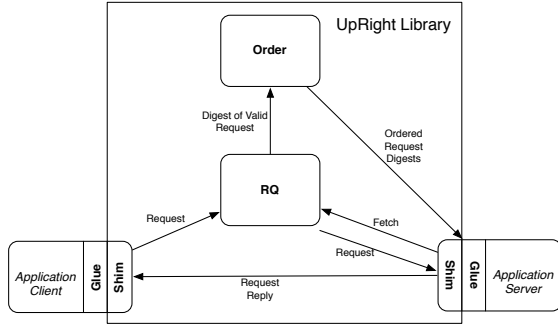 UpRight Library
Order
Digest of Valid
Request
Ordered
Request
Digests
RQ
Request
Fetch
Request
Application
Client
Glue
Shim
Request
Reply
Shim
Glue
Application
Server